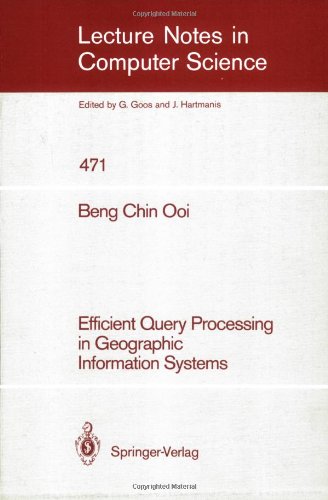 Lecture Notes in
Computer Science
Edited by G. Goos and J. Hartmanis
471
Beng Chin Ooi
Efficient Query Processing
in Geographic
Information Systems
Springer-Verlag